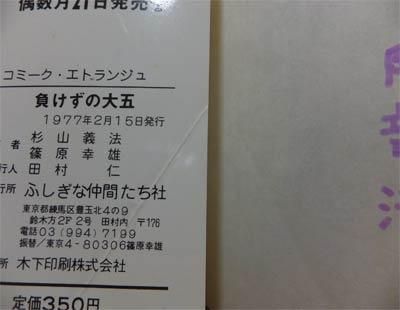 偶数月21日発売
コミーク・エトランジュ
負けずの大五
1977年2月15日発行
者 杉山義法
篠原幸雄
行人 田村 仁
行所 ふしぎな仲間たち社
東京都練馬区豊玉北4の9
鈴木方2F2号 田村内 〒176
電話03(994)7199
振替/東京4-80306篠原幸雄
所 木下印刷株式会社
定価350円